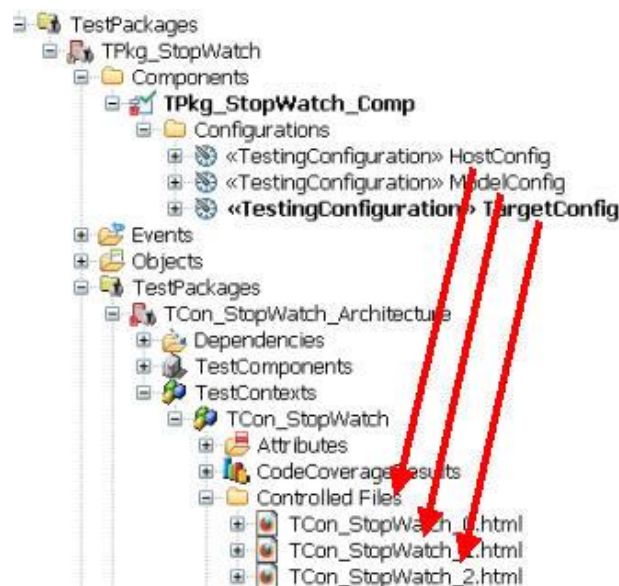 TestPackages
TPkg_StopWatch
Components
TPkg_StopWatch_Comp
Configurations
«TestingConfiguration» HostConfig
«TestingConfiguration» ModelConfig
«TestingConfiguration» TargetConfig
Events
Objects
TestPackages
TCon_StopWatch_Architecture
Dependencies
TestComponents
TestContexts
TCon_StopWatch
Attributes
CodeCoverageResults
Controlled Files
TCon_StopWatch_0.html
TCon_StopWatch_1.html
TCon_StopWatch_2.html